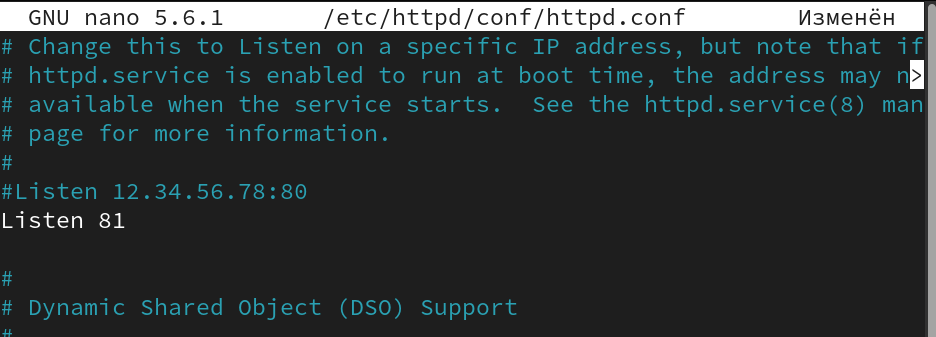 GNU nano 5.6.1 /etc/httpd/conf/httpd.conf Изменён
# Change this to Listen on a specific IP address, but note that if
# httpd.service is enabled to run at boot time, the address may n>
# available when the service starts.  See the httpd.service(8) man
# page for more information.
#
#Listen 12.34.56.78:80
Listen 81
#
# Dynamic Shared Object (DSO) Support
#